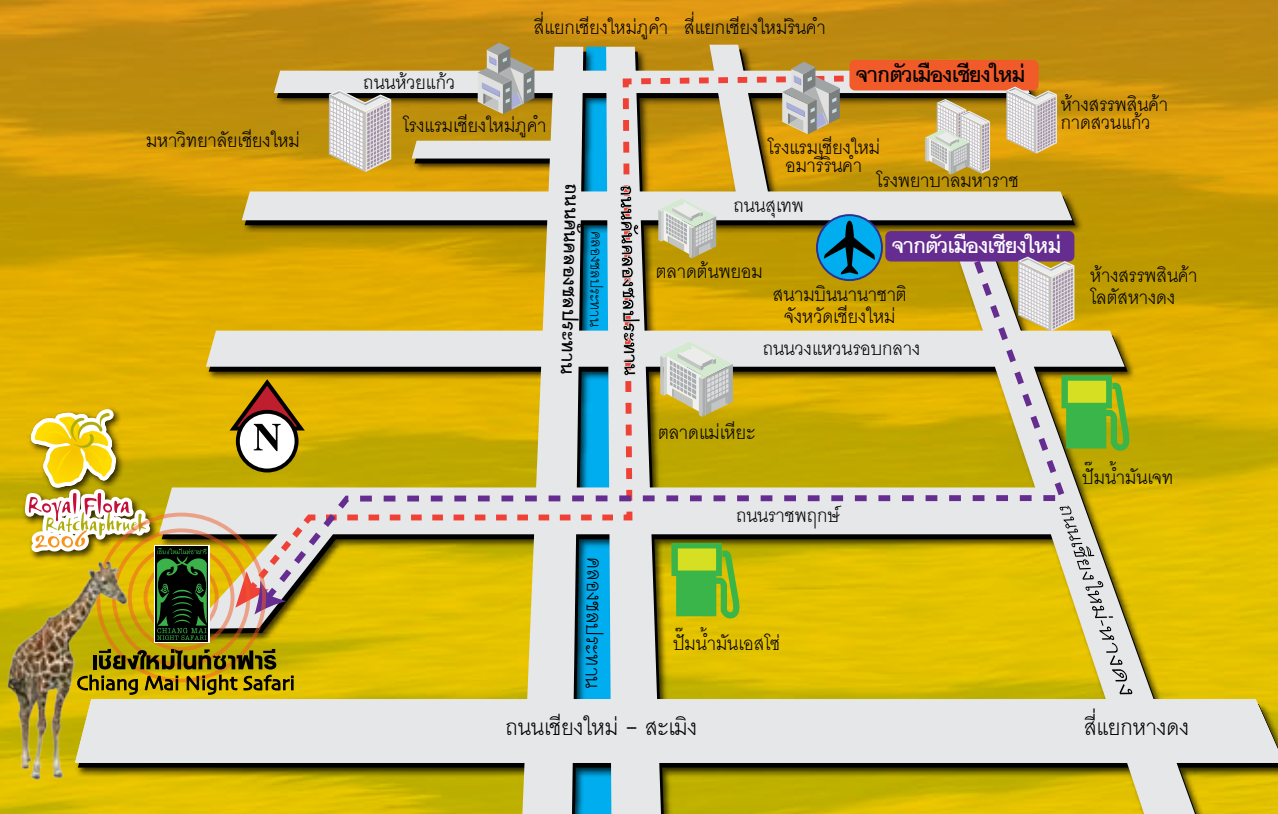 สี่แยกเชียงใหม่ภูคำ
สี่แยกเชียงใหม่รินคำ
ถนนห้วยแก้ว
จากตัวเมืองเชียงใหม่
ห้างสรรพสินค้า
กาดสวนแก้ว
โรงแรมเชียงใหม่ภูคำ
มหาวิทยาลัยเชียงใหม่
โรงแรมเชียงใหม่
อมารีรินคำ
โรงพยาบาลมหาราช
ถนนสุเทพ
ถนนคันคลองชลประทาน
คลองชลประทาน
ถนนคันคลองชลประทาน
จากตัวเมืองเชียงใหม่
ตลาดต้นพยอม
สนามบินนานาชาติ
จังหวัดเชียงใหม่
ห้างสรรพสินค้า
โลตัสหางดง
ถนนวงแหวนรอบกลาง
N
ตลาดแม่เหียะ
ปั๊มน้ำมันเจท
Royal Flora
Ratchaphruek
2006
ถนนราชพฤกษ์
ถนนเชียงใหม่-หางดง
เชียงใหม่ไนท์ซาฟารี
CHIANG MAI
NIGHT SAFARI
คลองชลประทาน
ปั๊มน้ำมันเอสโซ่
เชียงใหม่ไนท์ซาฟารี
Chiang Mai Night Safari
ถนนเชียงใหม่ - สะเมิง
สี่แยกหางดง